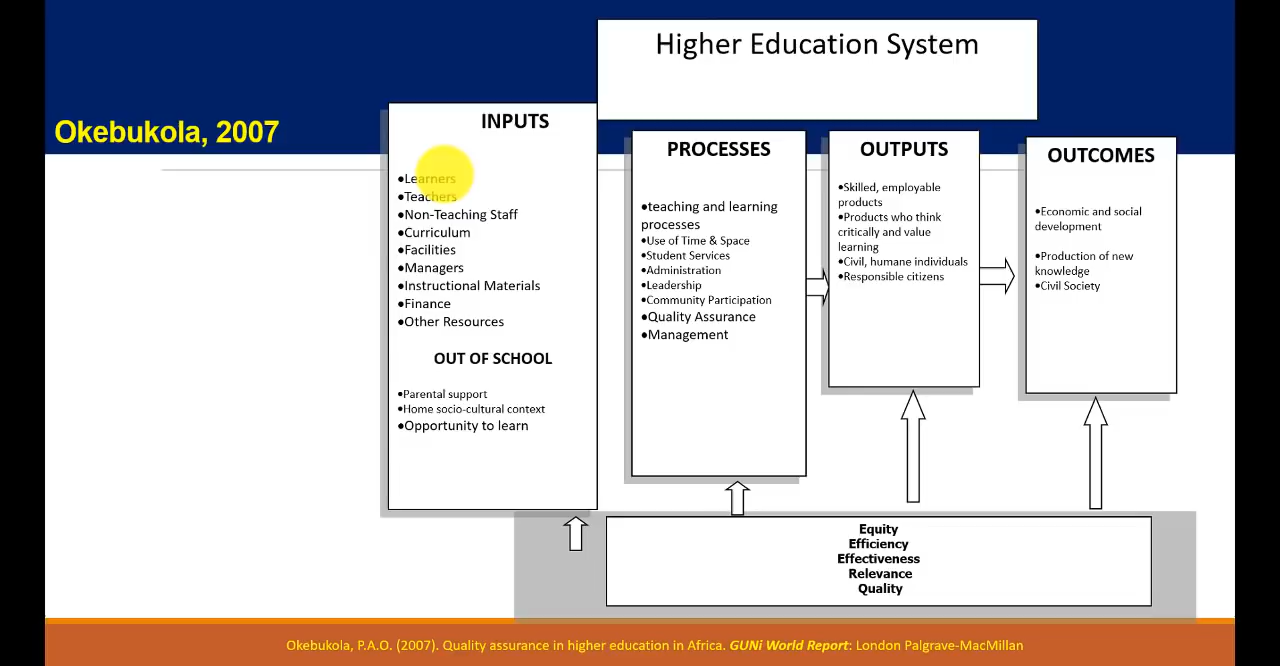 Higher Education System
Okebukola, 2007
INPUTS
●Learners
●Teachers
●Non-Teaching Staff
●Curriculum
●Facilities
●Managers
●Instructional Materials
●Finance
●Other Resources
OUT OF SCHOOL
●Parental support
●Home socio-cultural context
●Opportunity to learn
PROCESSES
●teaching and learning
processes
●Use of Time & Space
●Student Services
●Administration
●Leadership
●Community Participation
●Quality Assurance
●Management
OUTPUTS
●Skilled, employable
products
●Products who think
critically and value
learning
●Civil, humane individuals
●Responsible citizens
OUTCOMES
●Economic and social
development
●Production of new
knowledge
●Civil Society
Equity
Efficiency
Effectiveness
Relevance
Quality
Okebukola, P.A.O. (2007). Quality assurance in higher education in Africa. GUNi World Report: London Palgrave-MacMillan